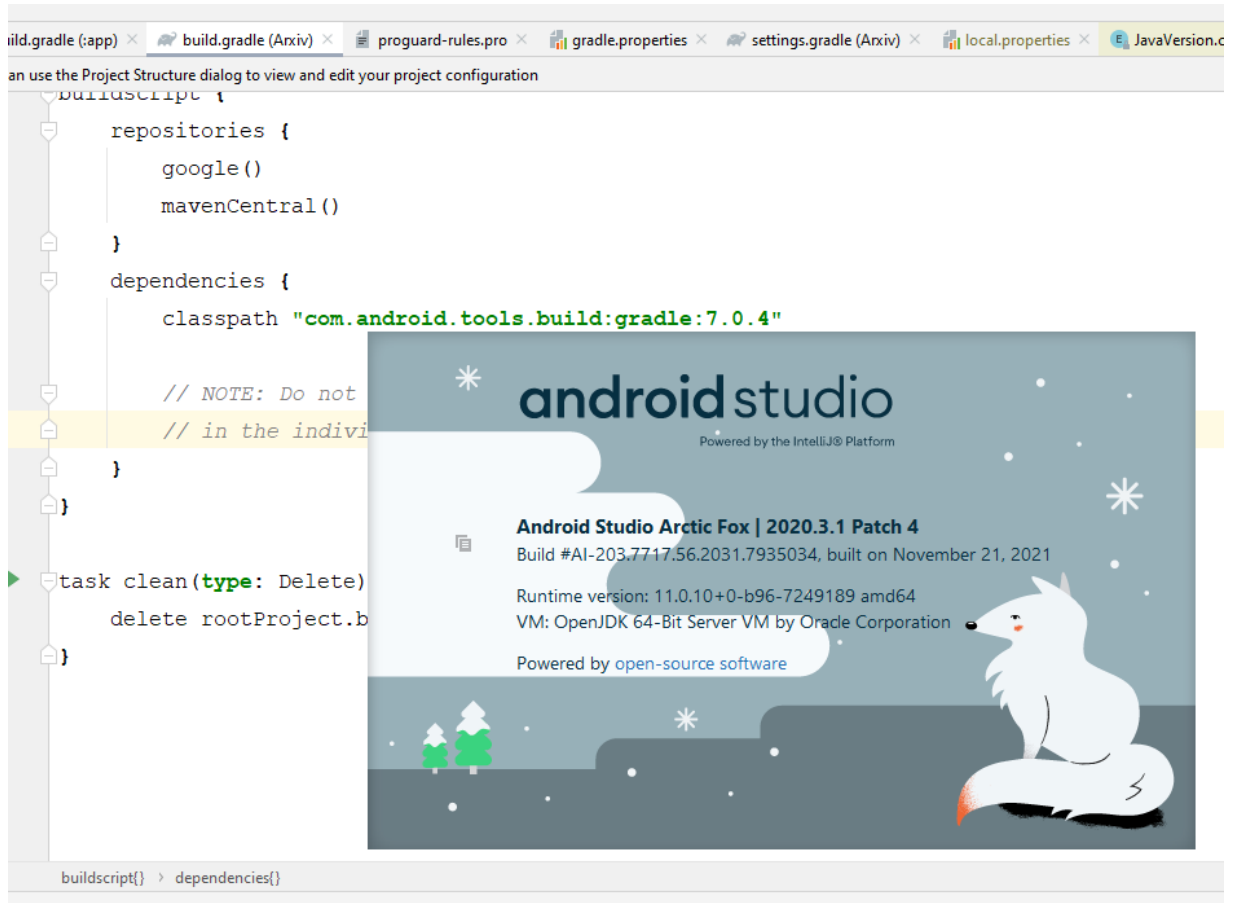 ild.gradle (:app) build.gradle (Arxiv) proguard-rules.pro gradle.properties settings.gradle (Arxiv) local.properties JavaVersion.c
an use the Project Structure dialog to view and edit your project configuration
buildscript {
repositories {
google()
mavenCentral()
}
dependencies {
classpath "com.android.tools.build:gradle:7.0.4"
// NOTE: Do not
// in the indivi
}
}
task clean(type: Delete)
delete rootProject.b
}
android studio
Powered by the IntelliJ® Platform
Android Studio Arctic Fox | 2020.3.1 Patch 4
Build #AI-203.7717.56.2031.7935034, built on November 21, 2021
Runtime version: 11.0.10+0-b96-7249189 amd64
VM: OpenJDK 64-Bit Server VM by Oracle Corporation
Powered by open-source software
buildscript{} › dependencies{}